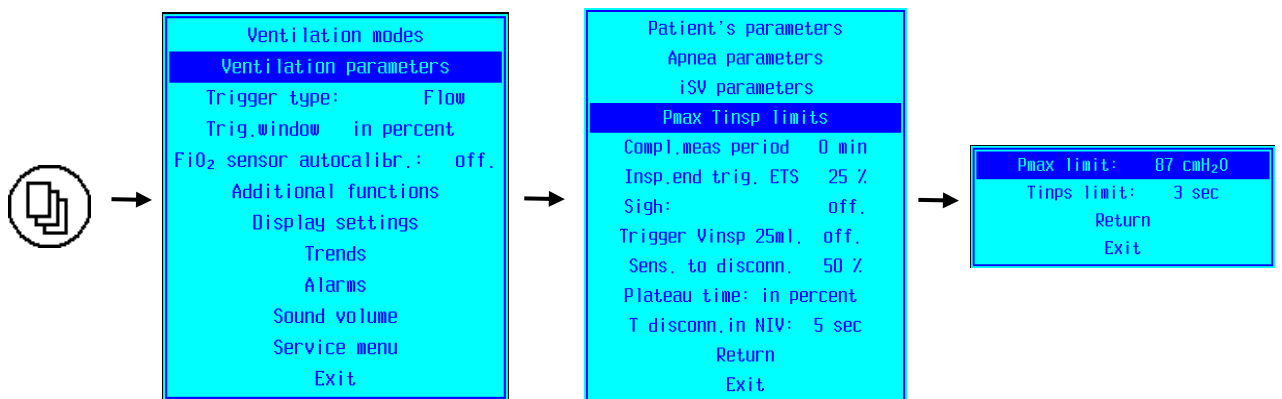 Ventilation modes
Ventilation parameters
Trigger type: Flow
Trig.window in percent
FiO₂ sensor autocalibr.: off.
Additional functions
Display settings
Trends
Alarms
Sound volume
Service menu
Exit
Patient's parameters
Apnea parameters
iSV parameters
Pmax Tinsp limits
Compl.meas period 0 min
Insp.end trig. ETS 25 %
Sigh: off.
Trigger Vinsp 25ml. off.
Sens. to disconn. 50 %
Plateau time: in percent
T disconn.in NIV: 5 sec
Return
Exit
Pmax limit: 87 cmH₂O
Tinps limit: 3 sec
Return
Exit